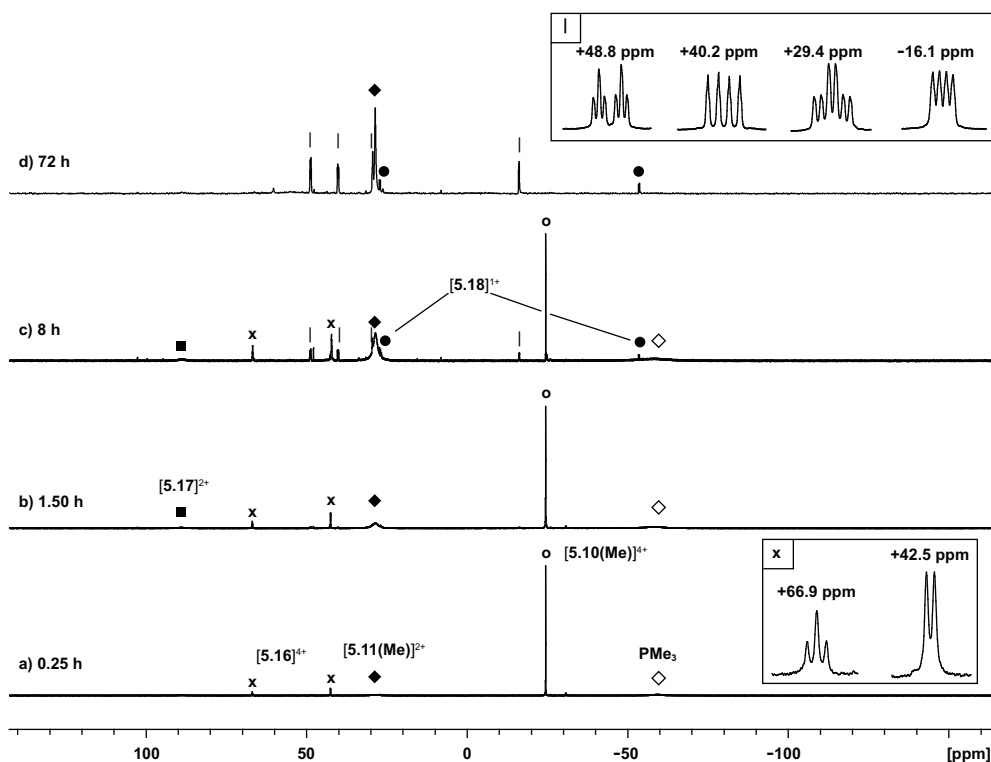 |
+48.8 ppm +40.2 ppm +29.4 ppm −16.1 ppm
d) 72 h
o
[5.18]¹⁺
c) 8 h
x x
o
[5.17]²⁺
b) 1.50 h
x x
o [5.10(Me)]⁴⁺
x
+66.9 ppm +42.5 ppm
[5.16]⁴⁺ [5.11(Me)]²⁺ PMe₃
a) 0.25 h
x x
100 50 0 −50 −100 [ppm]